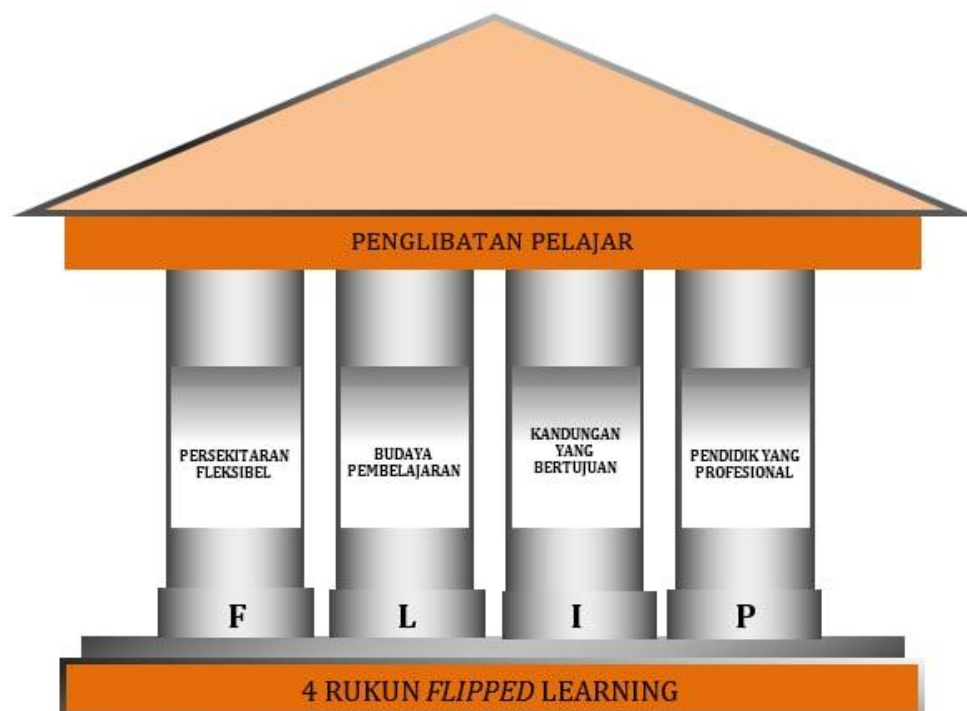 PENGLIBATAN PELAJAR
PERSEKITARAN
FLEKSIBEL
BUDAYA
PEMBELAJARAN
KANDUNGAN
YANG
BERTUJUAN
PENDIDIK YANG
PROFESIONAL
F
L
I
P
4 RUKUN FLIPPED LEARNING